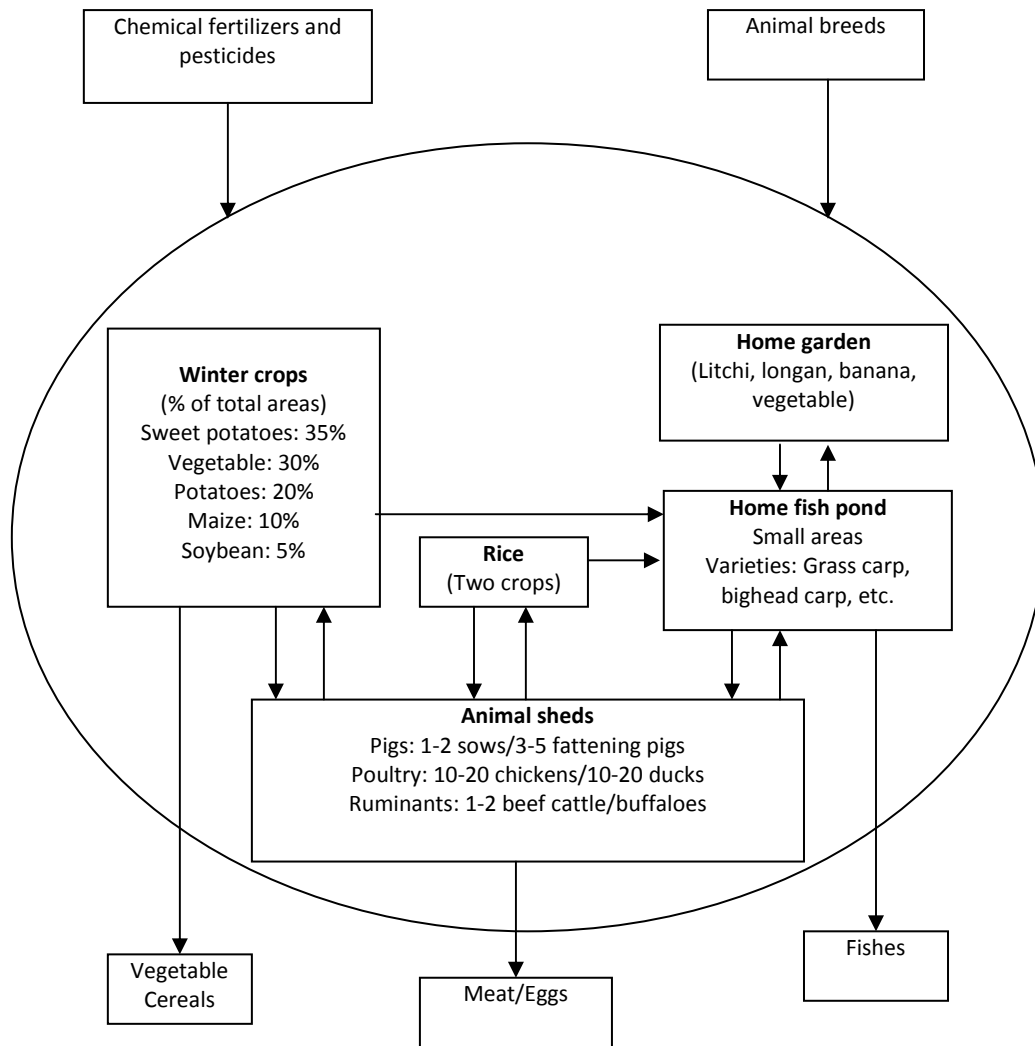 Chemical fertilizers and
pesticides
Animal breeds
Winter crops
(% of total areas)
Sweet potatoes: 35%
Vegetable: 30%
Potatoes: 20%
Maize: 10%
Soybean: 5%
Home garden
(Litchi, longan, banana,
vegetable)
Home fish pond
Small areas
Varieties: Grass carp,
bighead carp, etc.
Rice
(Two crops)
Animal sheds
Pigs: 1-2 sows/3-5 fattening pigs
Poultry: 10-20 chickens/10-20 ducks
Ruminants: 1-2 beef cattle/buffaloes
Vegetable
Cereals
Meat/Eggs
Fishes